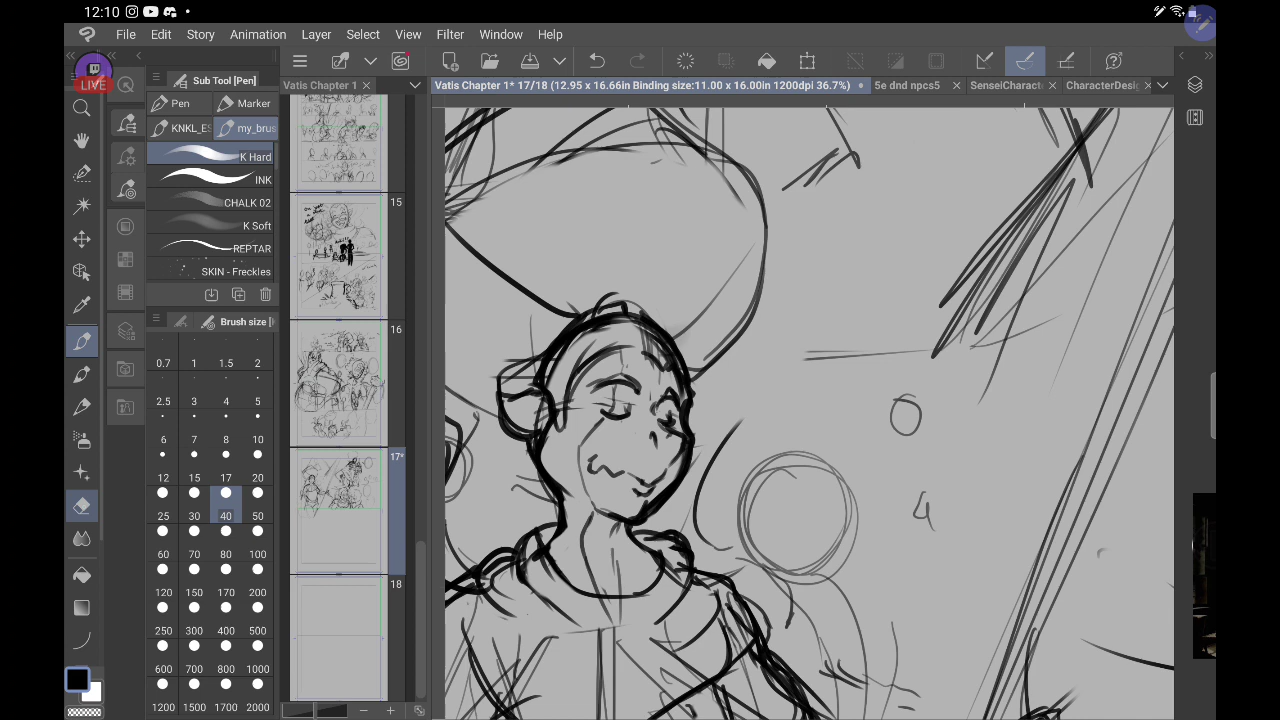 12:10
File Edit Story Animation Layer Select View Filter Window Help
LIVE
Sub Tool [Pen]
Pen Marker
KNKL_ES my_brus
K Hard
INK
CHALK 02
K Soft
REPTAR
SKIN - Freckles
Brush size [
0.7 1 1.5 2
2.5 3 4 5
6 7 8 10
12 15 17 20
25 30 40 50
60 70 80 100
120 150 170 200
250 300 400 500
600 700 800 1000
1200 1500 1700 2000
Vatis Chapter 1
15
16
17*
18
Vatis Chapter 1* 17/18 (12.95 x 16.66in Binding size:11.00 x 16.00in 1200dpi 36.7%) 5e dnd npcs5 SenseiCharact CharacterDesig
4